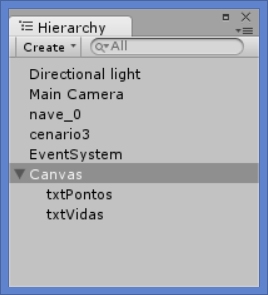 Hierarchy
Create All
Directional light
Main Camera
nave_0
cenario3
EventSystem
Canvas
txtPontos
txtVidas